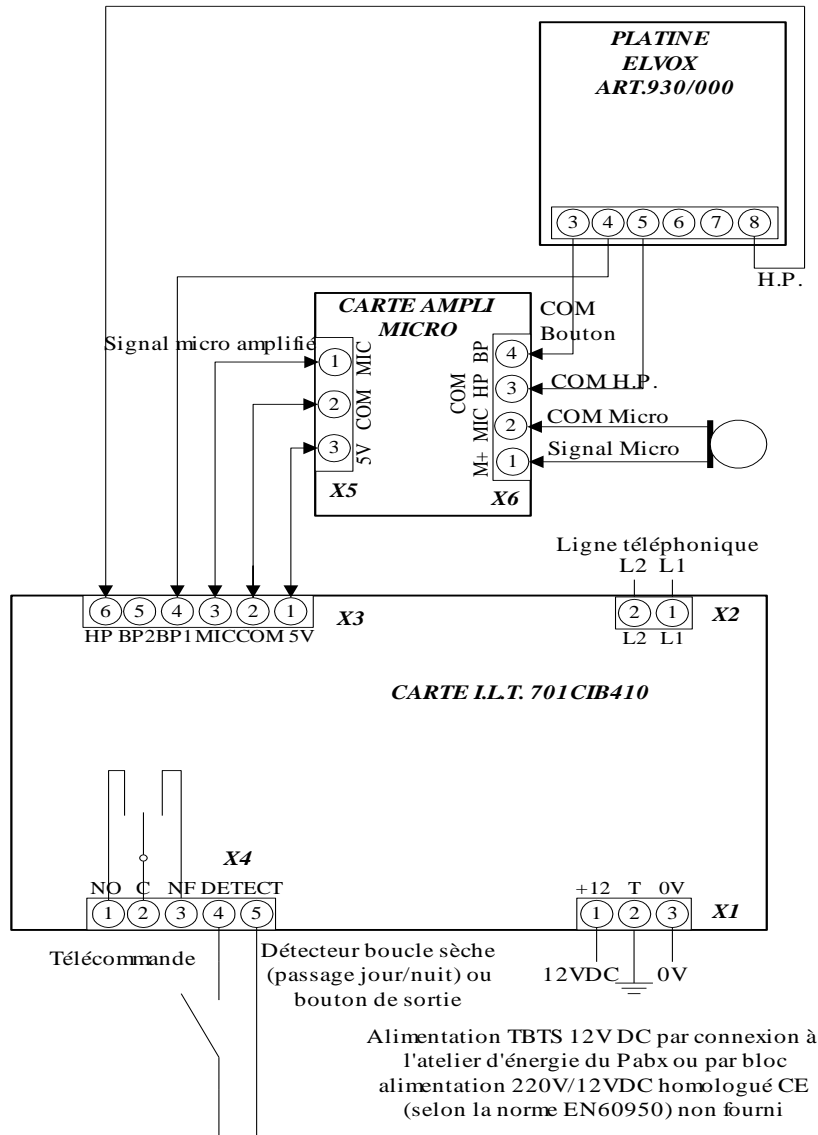 PLATINE
ELVOX
ART.930/000
3 4 5 6 7 8
H.P.
CARTE AMPLI
MICRO
COM
Bouton
Signal micro amplifié
1 MIC
2 COM
3 5V
X5
COM
4 BP
3 HP
2 MIC
1 M+
X6
COM H.P.
COM Micro
Signal Micro
Ligne téléphonique
L2 L1
2 1
L2 L1
X2
6 5 4 3 2 1
HP BP2 BP1 MIC COM 5V
X3
CARTE I.L.T. 701CIB410
X4
NO C NF DETECT
1 2 3 4 5
+12 T 0V
1 2 3
X1
Télécommande
Détecteur boucle sèche
(passage jour/nuit) ou
bouton de sortie
12VDC 0V
Alimentation TBTS 12V DC par connexion à
l'atelier d'énergie du Pabx ou par bloc
alimentation 220V/12VDC homologué CE
(selon la norme EN60950) non fourni